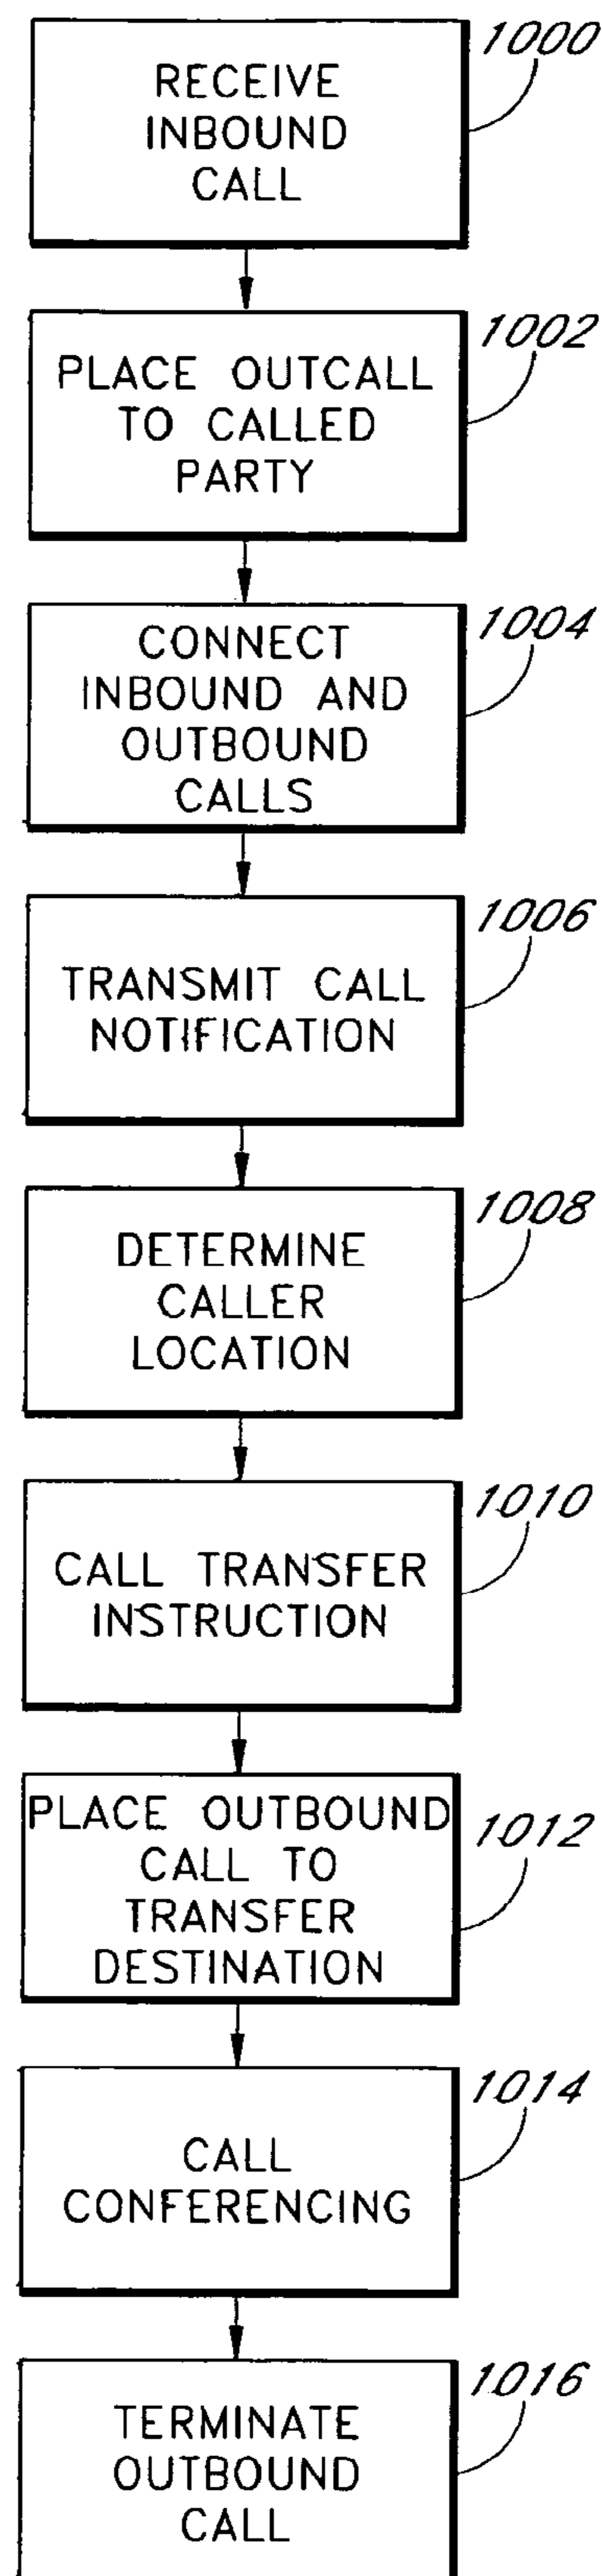 RECEIVE
INBOUND
CALL
1000
PLACE OUTCALL
TO CALLED
PARTY
1002
CONNECT
INBOUND AND
OUTBOUND
CALLS
1004
TRANSMIT CALL
NOTIFICATION
1006
DETERMINE
CALLER
LOCATION
1008
CALL TRANSFER
INSTRUCTION
1010
PLACE OUTBOUND
CALL TO
TRANSFER
DESTINATION
1012
CALL
CONFERENCING
1014
TERMINATE
OUTBOUND
CALL
1016